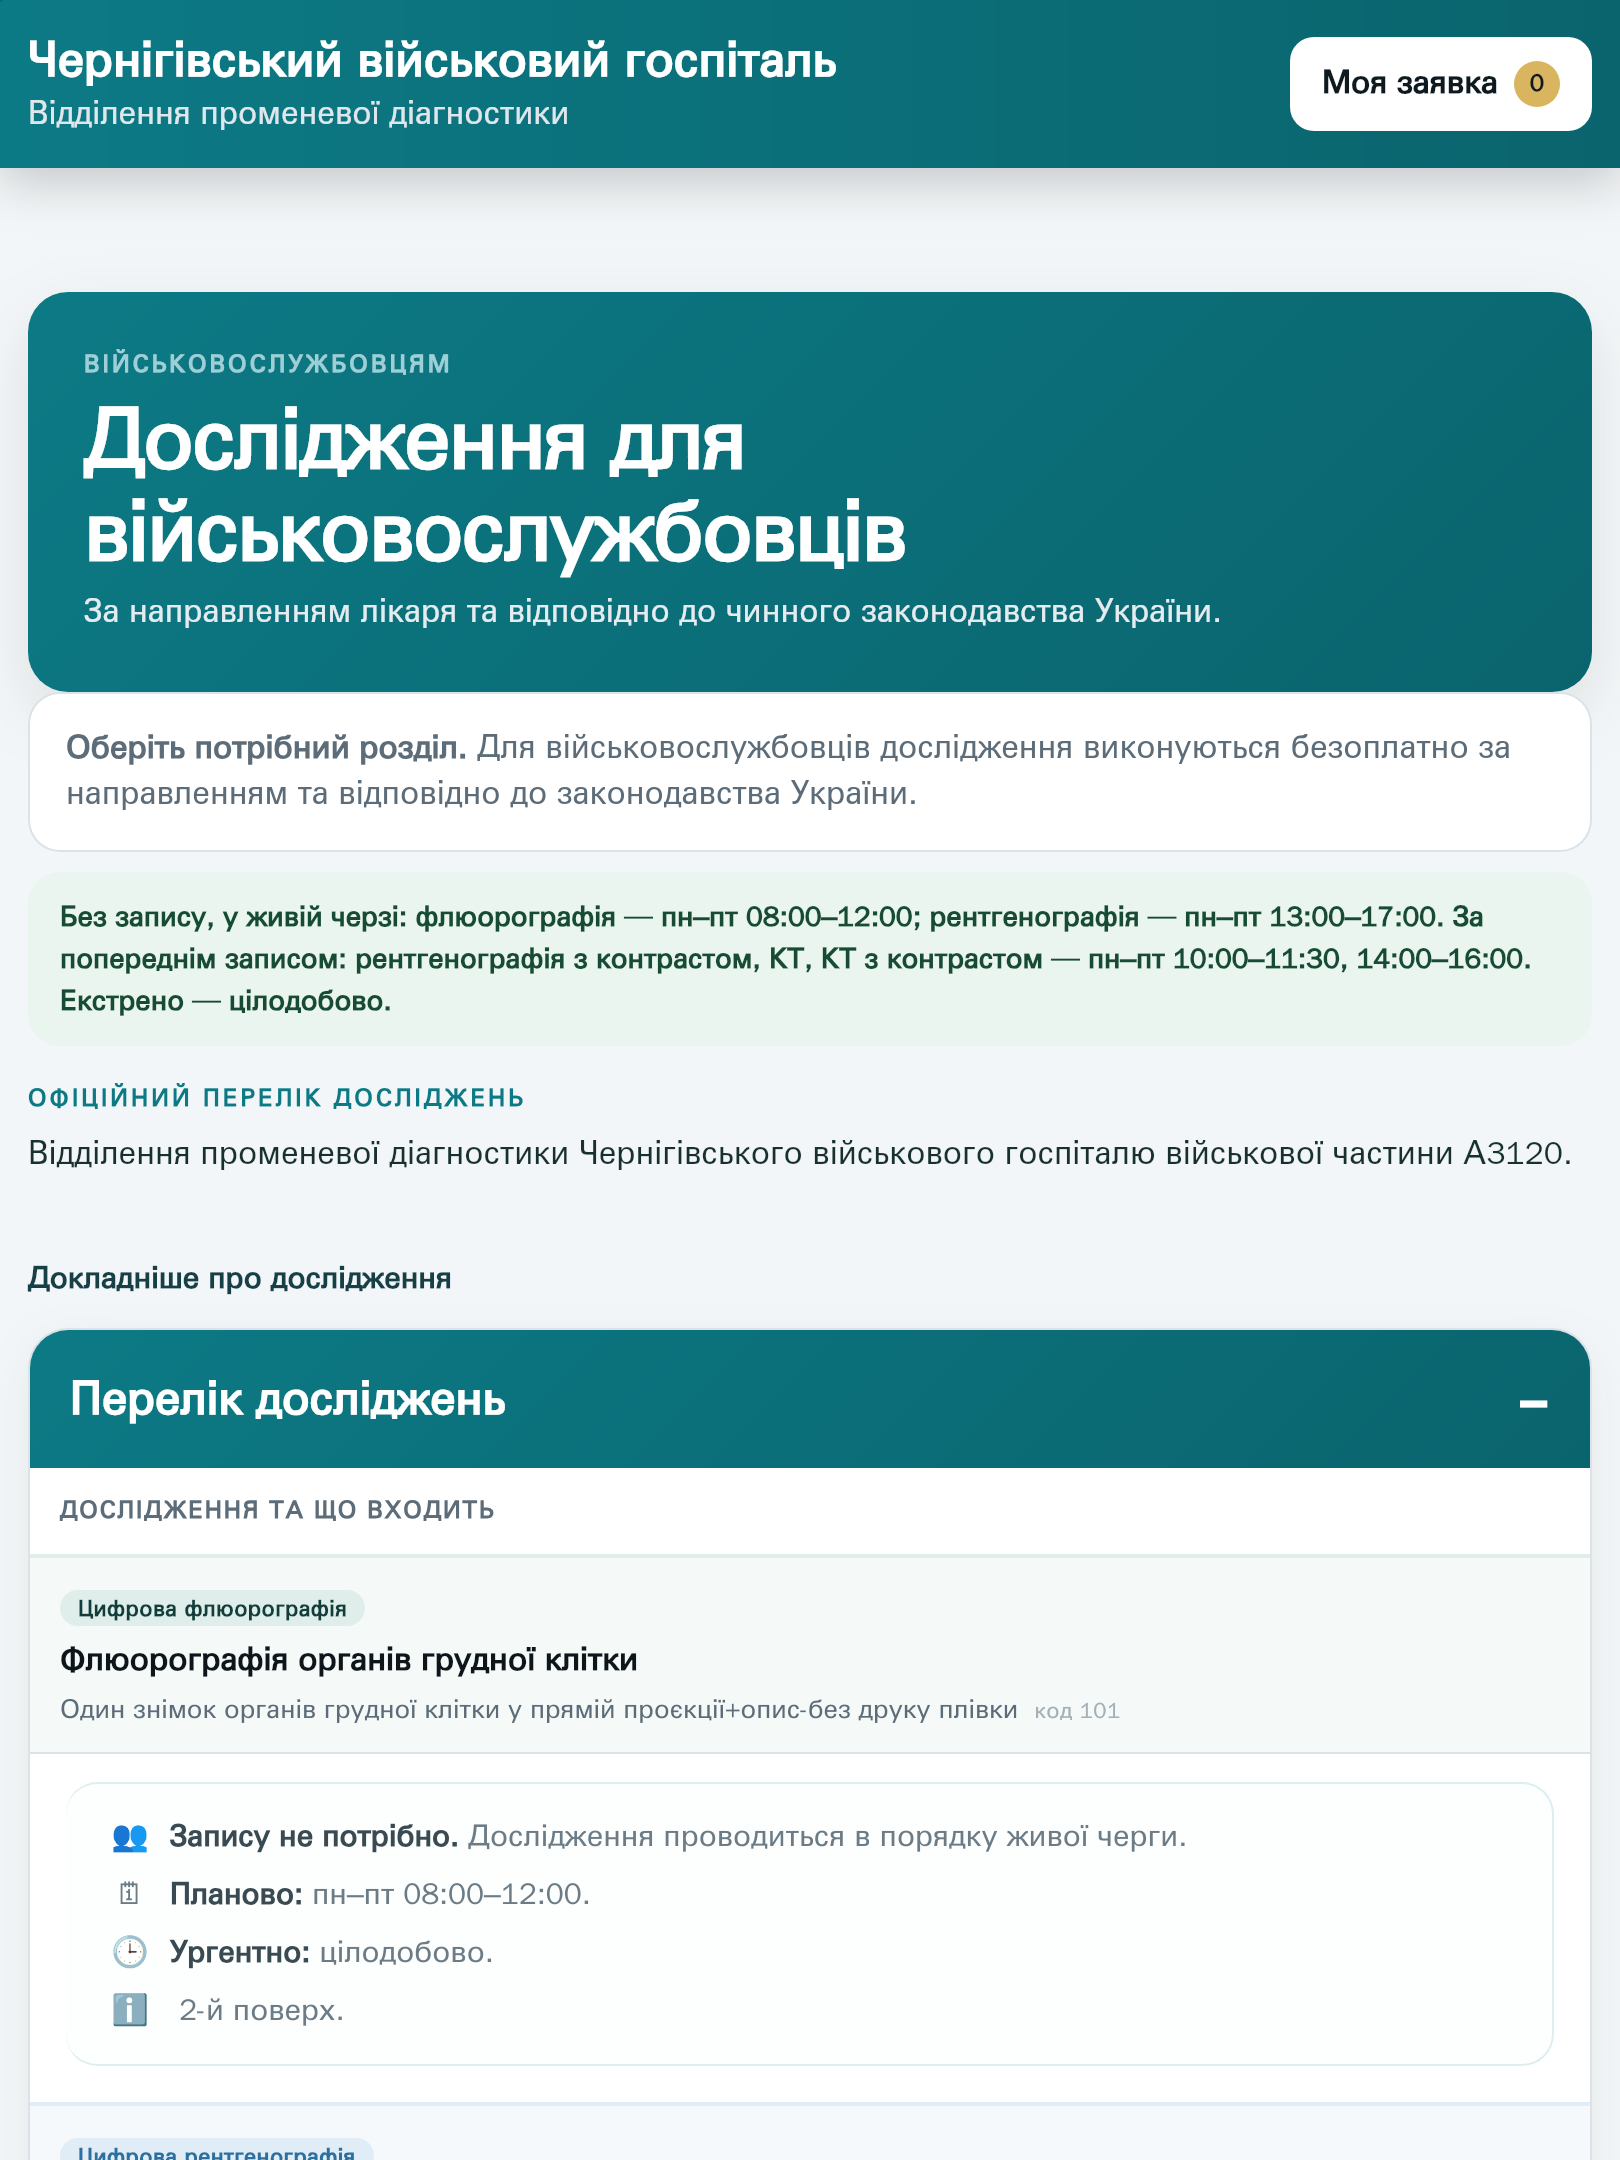 Чернігівський військовий госпіталь
Відділення променевої діагностики
Моя заявка 0
ВІЙСЬКОВОСЛУЖБОВЦЯМ
Дослідження для
військовослужбовців
За направленням лікаря та відповідно до чинного законодавства України.
Оберіть потрібний розділ. Для військовослужбовців дослідження виконуються безоплатно за
направленням та відповідно до законодавства України.
Без запису, у живій черзі: флюорографія — пн–пт 08:00–12:00; рентгенографія — пн–пт 13:00–17:00. За
попереднім записом: рентгенографія з контрастом, КТ, КТ з контрастом — пн–пт 10:00–11:30, 14:00–16:00.
Екстрено — цілодобово.
ОФІЦІЙНИЙ ПЕРЕЛІК ДОСЛІДЖЕНЬ
Відділення променевої діагностики Чернігівського військового госпіталю військової частини А3120.
Докладніше про дослідження
Перелік досліджень –
ДОСЛІДЖЕННЯ ТА ЩО ВХОДИТЬ
Цифрова флюорографія
Флюорографія органів грудної клітки
Один знімок органів грудної клітки у прямій проєкції+опис-без друку плівки код 101
Запису не потрібно. Дослідження проводиться в порядку живої черги.
Планово: пн–пт 08:00–12:00.
Ургентно: цілодобово.
2-й поверх.
Цифрова рентгенографія